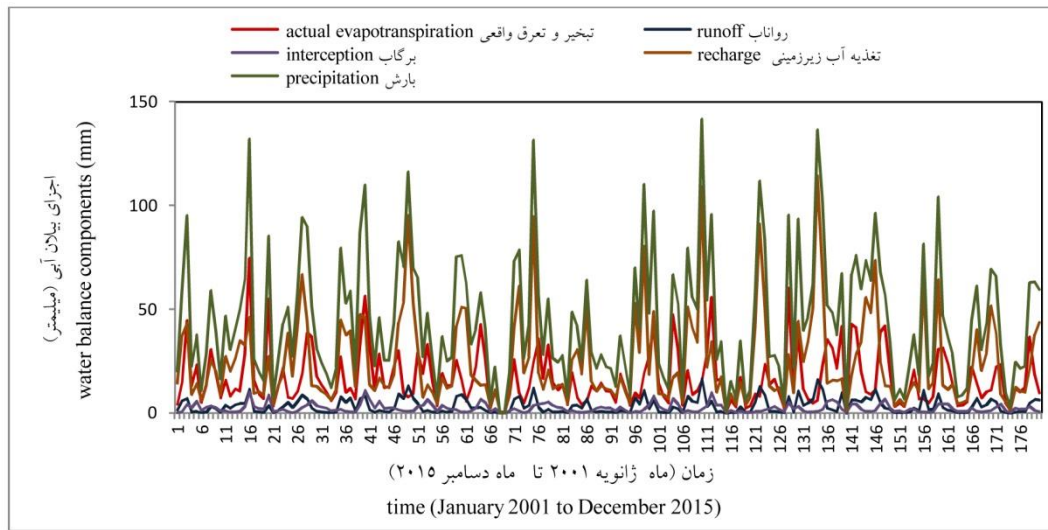 actual evapotranspiration تبخیر و تعرق واقعی
runoff رواناب
interception برگاب
recharge تغذیه آب زیرزمینی
precipitation بارش
150
100
50
0
اجزای بیلان آبی (میلیمتر)
water balance components (mm)
1 6 11 16 21 26 31 36 41 46 51 56 61 66 71 76 81 86 91 96 101 106 111 116 121 126 131 136 141 146 151 156 161 166 171 176
زمان (ماه ژانویه ۲۰۰۱ تا ماه دسامبر ۲۰۱۵)
time (January 2001 to December 2015)